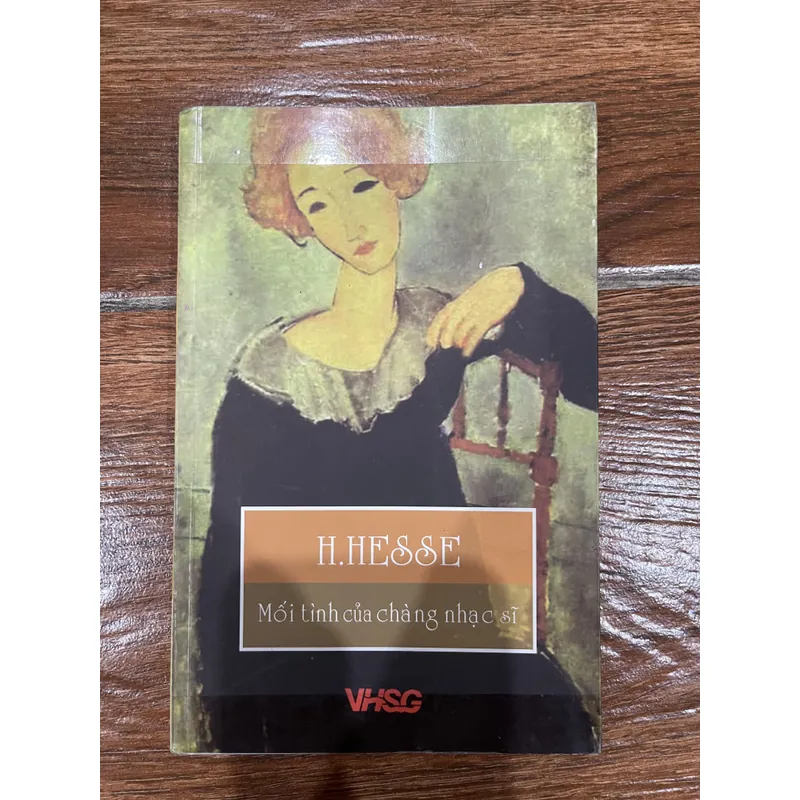 H.HESSE
Mối tình của chàng nhạc sĩ
VHSG